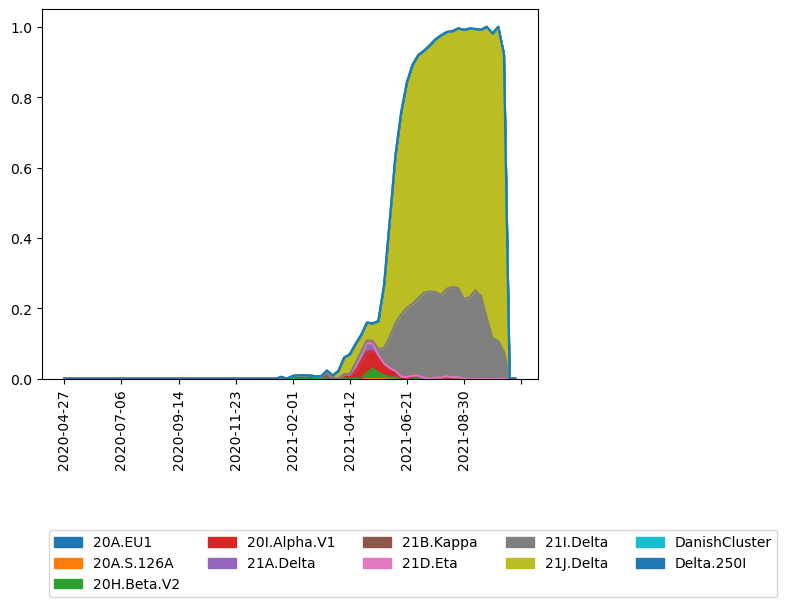 1.0
0.8
0.6
0.4
0.2
0.0
2020-04-27
2020-07-06
2020-09-14
2020-11-23
2021-02-01
2021-04-12
2021-06-21
2021-08-30
20A.EU1
20A.S.126A
20H.Beta.V2
20I.Alpha.V1
21A.Delta
21B.Kappa
21D.Eta
21I.Delta
21J.Delta
DanishCluster
Delta.250I